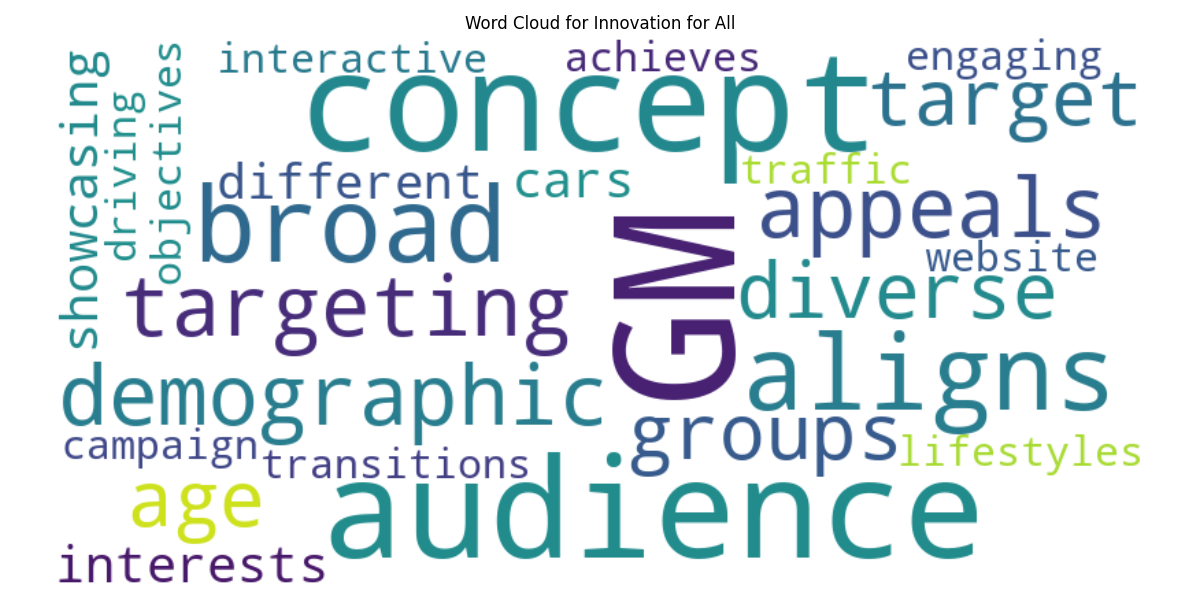 Word Cloud for Innovation for All
showcasing
driving
objectives
interactive
achieves
engaging
concept
target
different
cars
traffic
broad
appeals
website
targeting
GM
diverse
demographic
aligns
campaign
transitions
groups
lifestyles
age
audience
interests